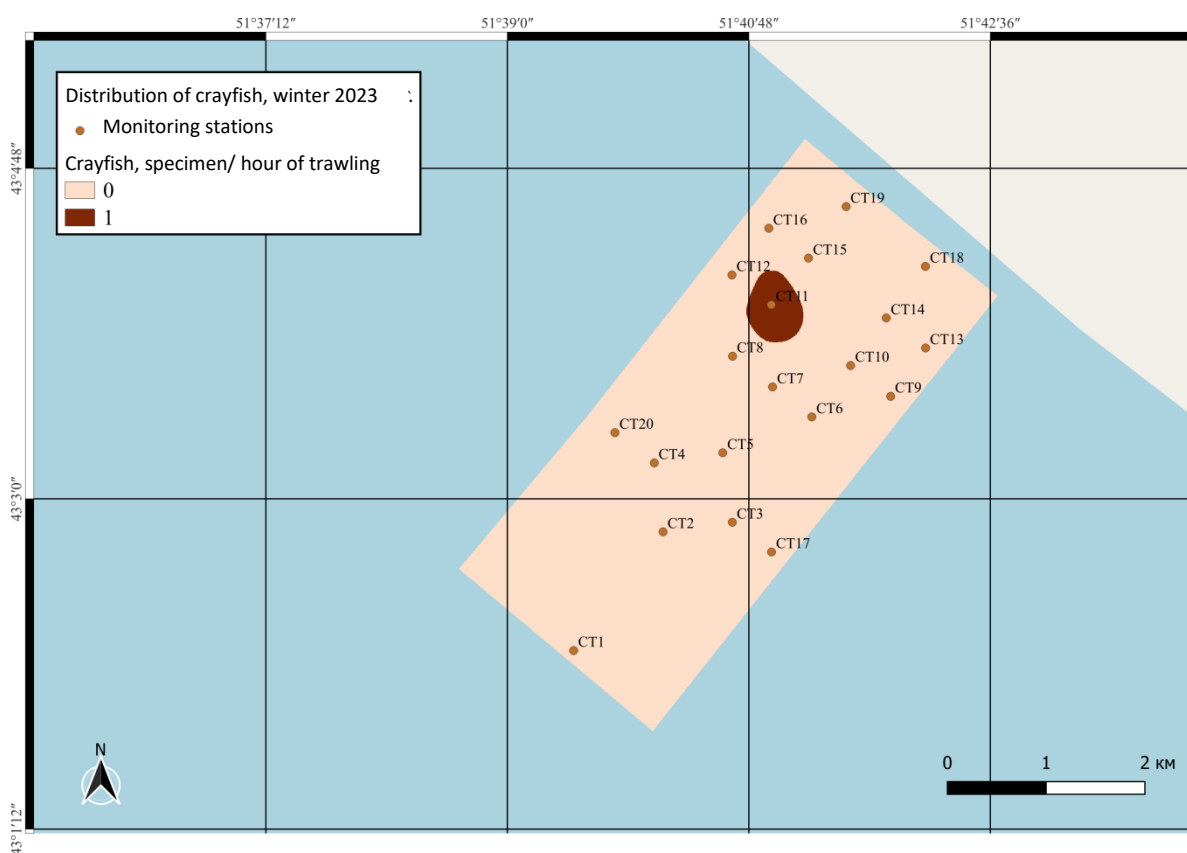 51°37'12" 51°39'0" 51°40'48" 51°42'36"
Distribution of crayfish, winter 2023
Monitoring stations
Crayfish, specimen/ hour of trawling
0
1
43°4'48"
43°3'0"
43°1'12"
CT19
CT16
CT15
CT18
CT12
CT11
CT14
CT13
CT8
CT10
CT7
CT9
CT6
CT20
CT5
CT4
CT3
CT2
CT17
CT1
N
0 1 2 км